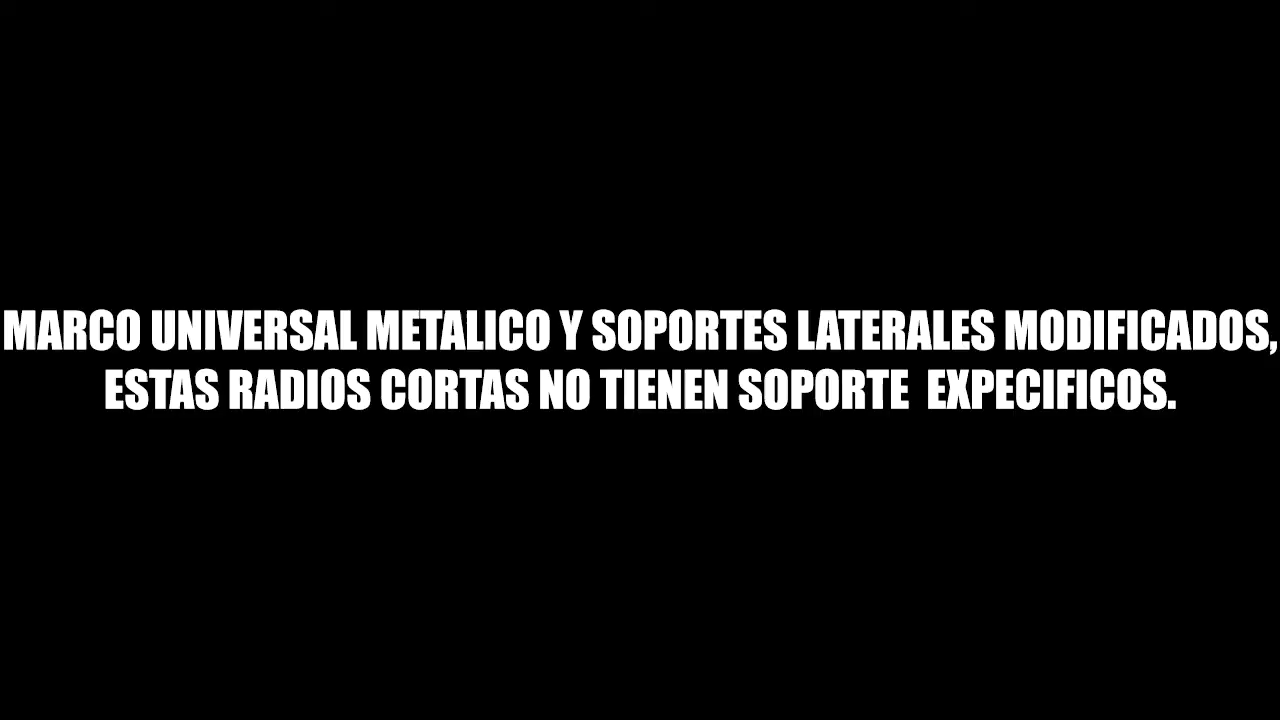 MARCO UNIVERSAL METALICO Y SOPORTES LATERALES MODIFICADOS,
ESTAS RADIOS CORTAS NO TIENEN SOPORTE  EXPECIFICOS.